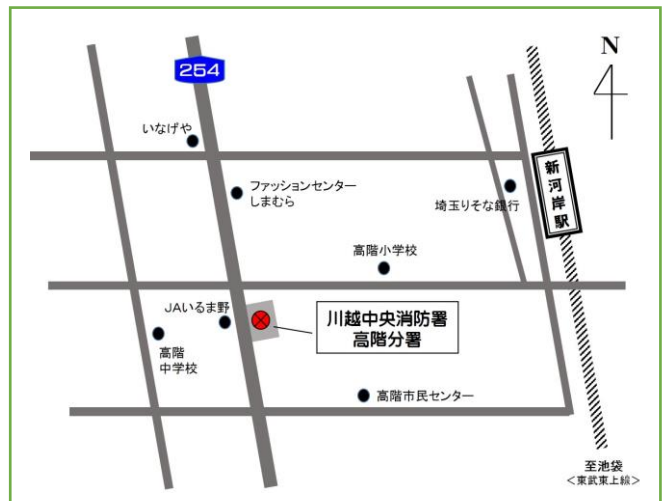 N
254
いなげや
ファッションセンター
しまむら
新河岸駅
埼玉りそな銀行
高階小学校
JAいるま野
川越中央消防署
高階分署
高階
中学校
高階市民センター
至池袋
＜東武東上線＞